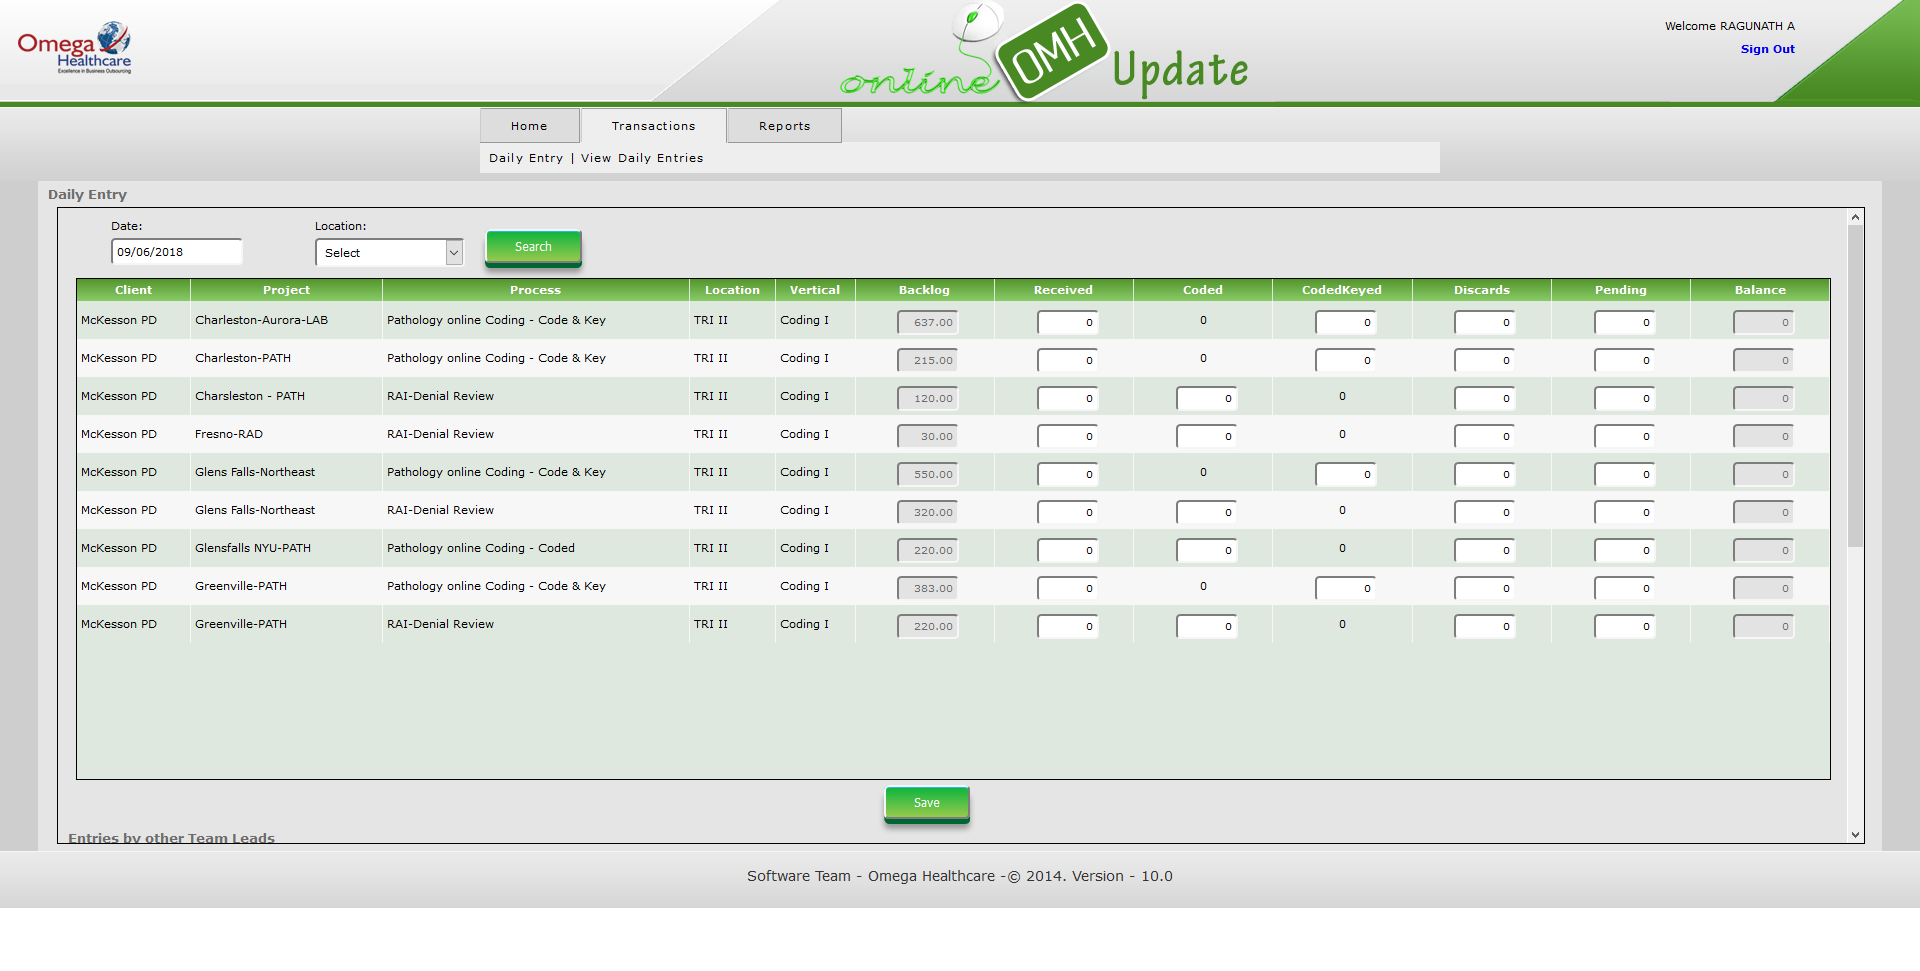 Omega
Healthcare
Excellence in Business Outsourcing
online OMH Update
Welcome RAGUNATH A
Sign Out
Home Transactions Reports
Daily Entry | View Daily Entries
Daily Entry
Date: Location:
09/06/2018 Select Search
Client Project Process Location Vertical Backlog Received Coded CodedKeyed Discards Pending Balance
McKesson PD Charleston-Aurora-LAB Pathology online Coding - Code & Key TRI II Coding I 637.00 0 0 0 0 0 0
McKesson PD Charleston-PATH Pathology online Coding - Code & Key TRI II Coding I 215.00 0 0 0 0 0 0
McKesson PD Charsleston - PATH RAI-Denial Review TRI II Coding I 120.00 0 0 0 0 0 0
McKesson PD Fresno-RAD RAI-Denial Review TRI II Coding I 30.00 0 0 0 0 0 0
McKesson PD Glens Falls-Northeast Pathology online Coding - Code & Key TRI II Coding I 550.00 0 0 0 0 0 0
McKesson PD Glens Falls-Northeast RAI-Denial Review TRI II Coding I 320.00 0 0 0 0 0 0
McKesson PD Glensfalls NYU-PATH Pathology online Coding - Coded TRI II Coding I 220.00 0 0 0 0 0 0
McKesson PD Greenville-PATH Pathology online Coding - Code & Key TRI II Coding I 383.00 0 0 0 0 0 0
McKesson PD Greenville-PATH RAI-Denial Review TRI II Coding I 220.00 0 0 0 0 0 0
Save
Entries by other Team Leads
Software Team - Omega Healthcare -© 2014. Version - 10.0